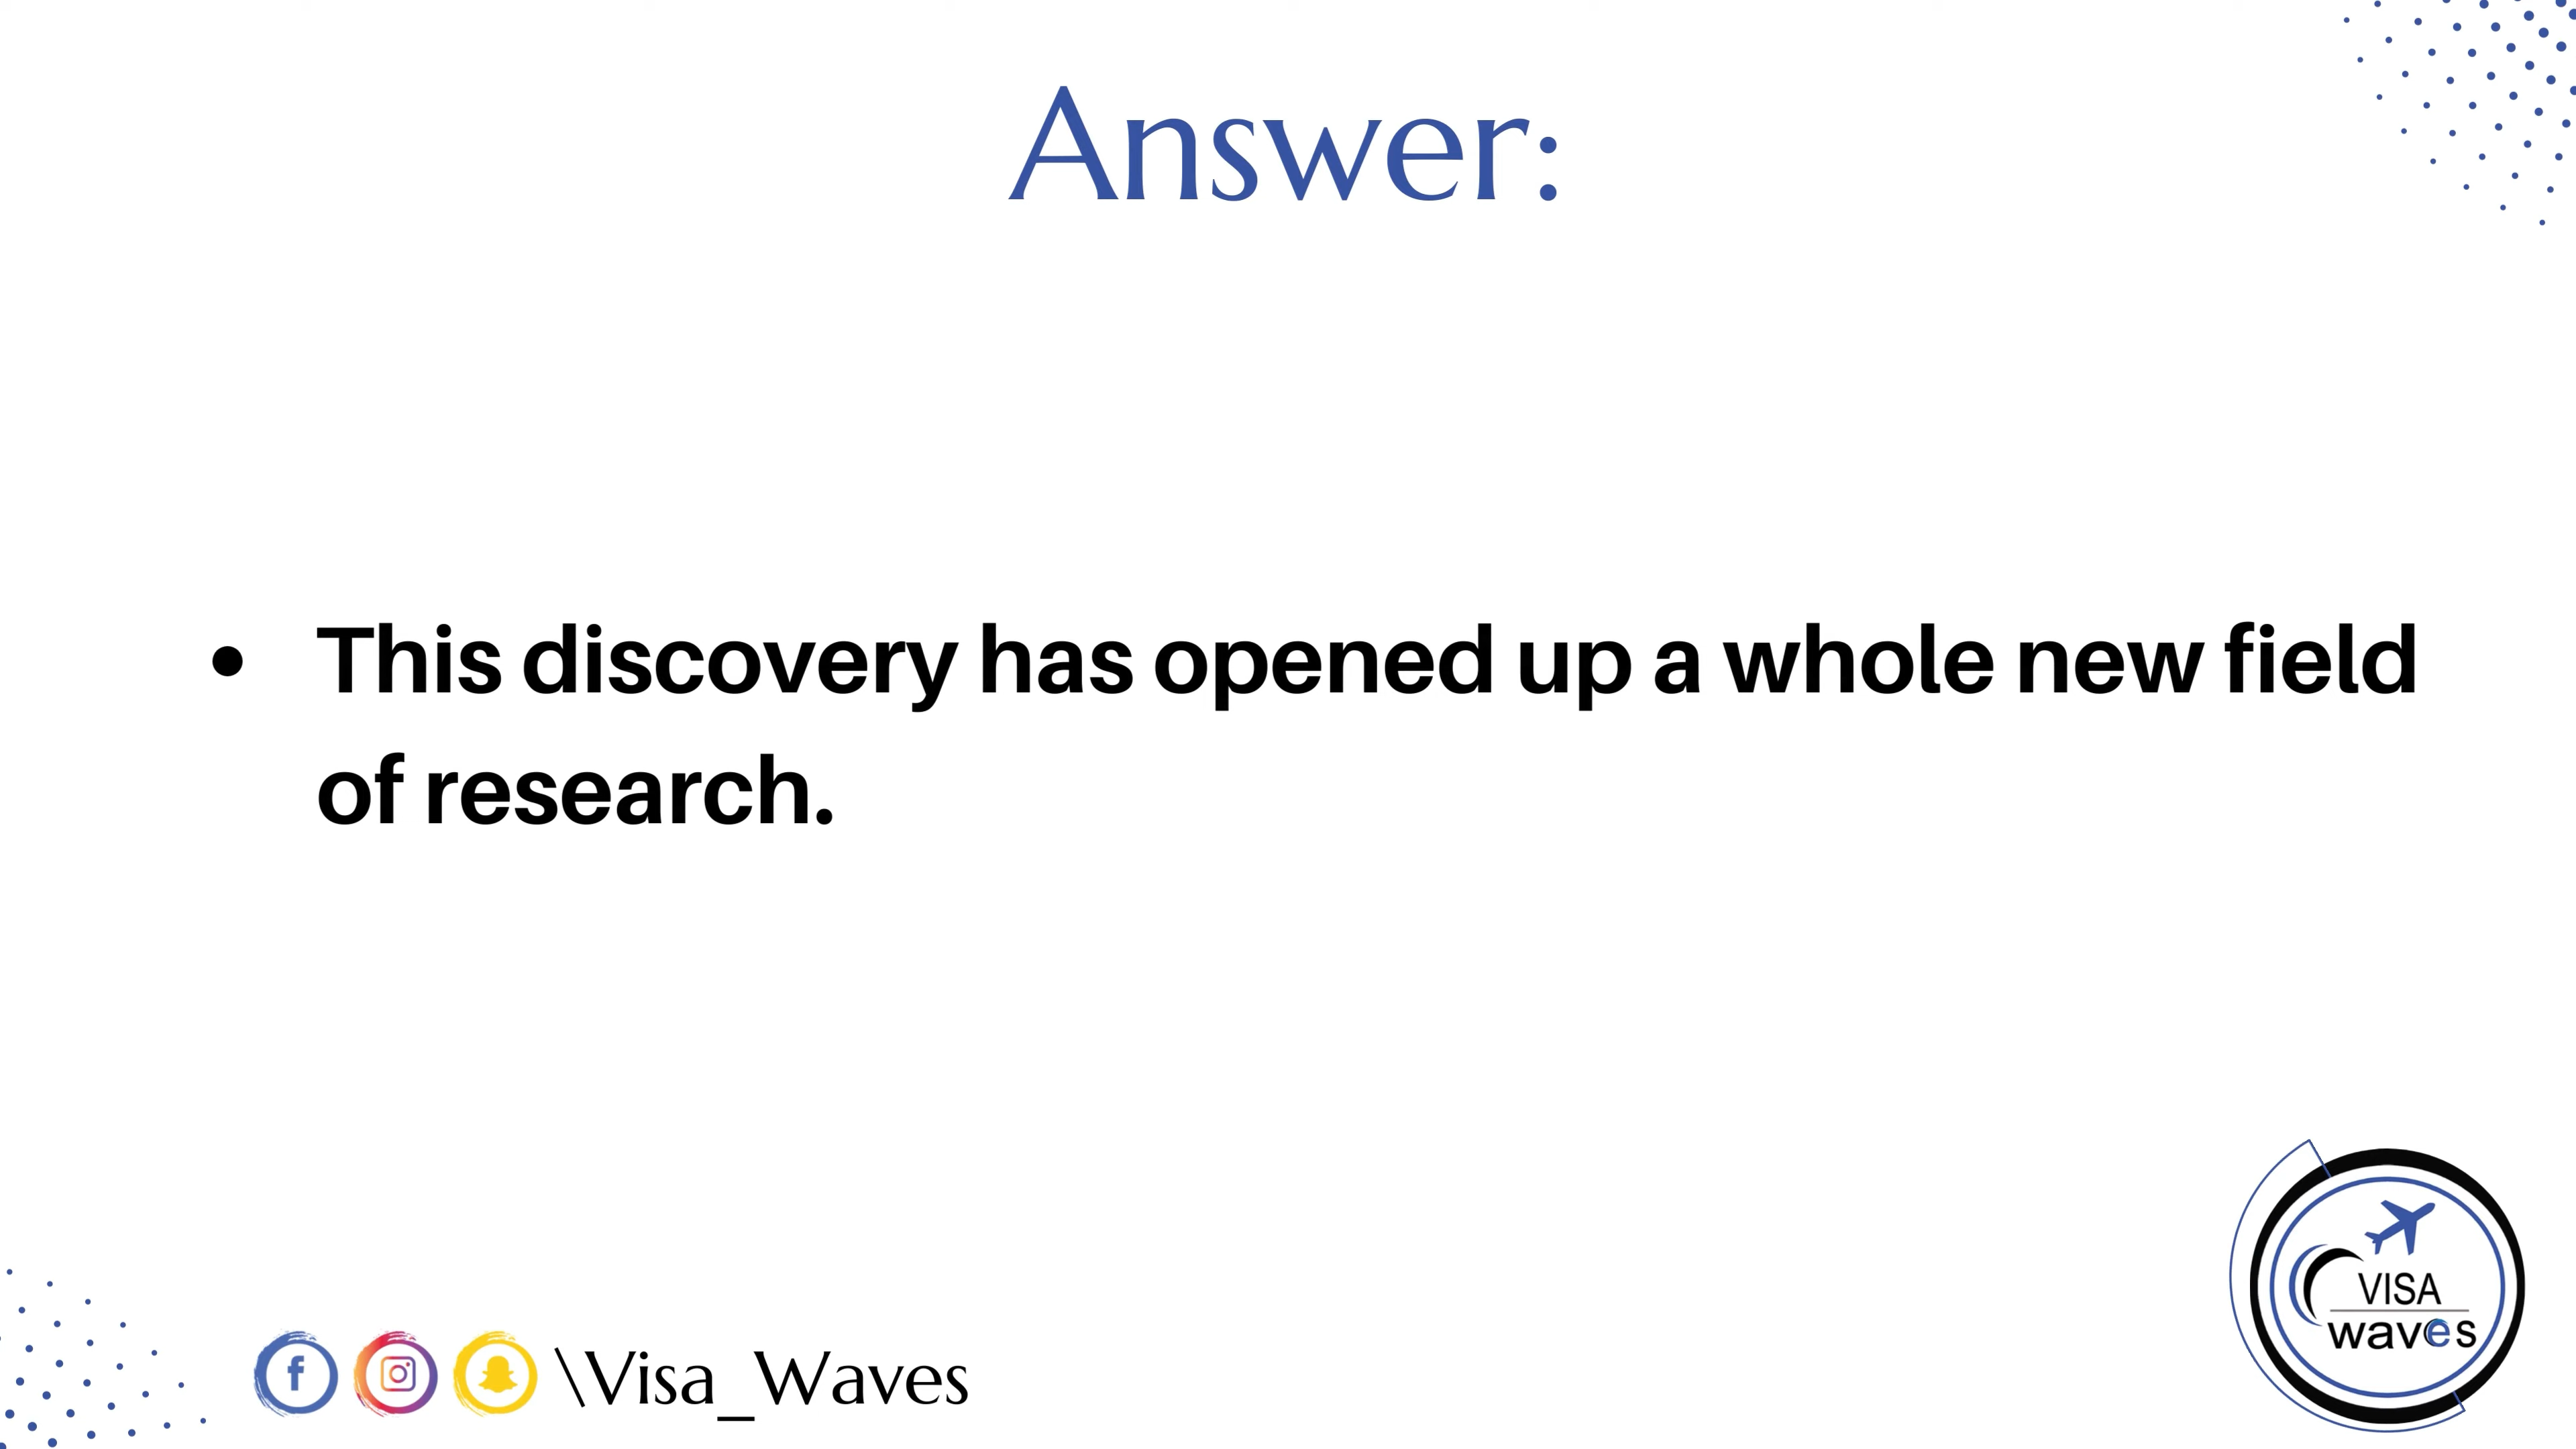 Answer:
• This discovery has opened up a whole new field
of research.
\Visa_Waves
VISA
waves